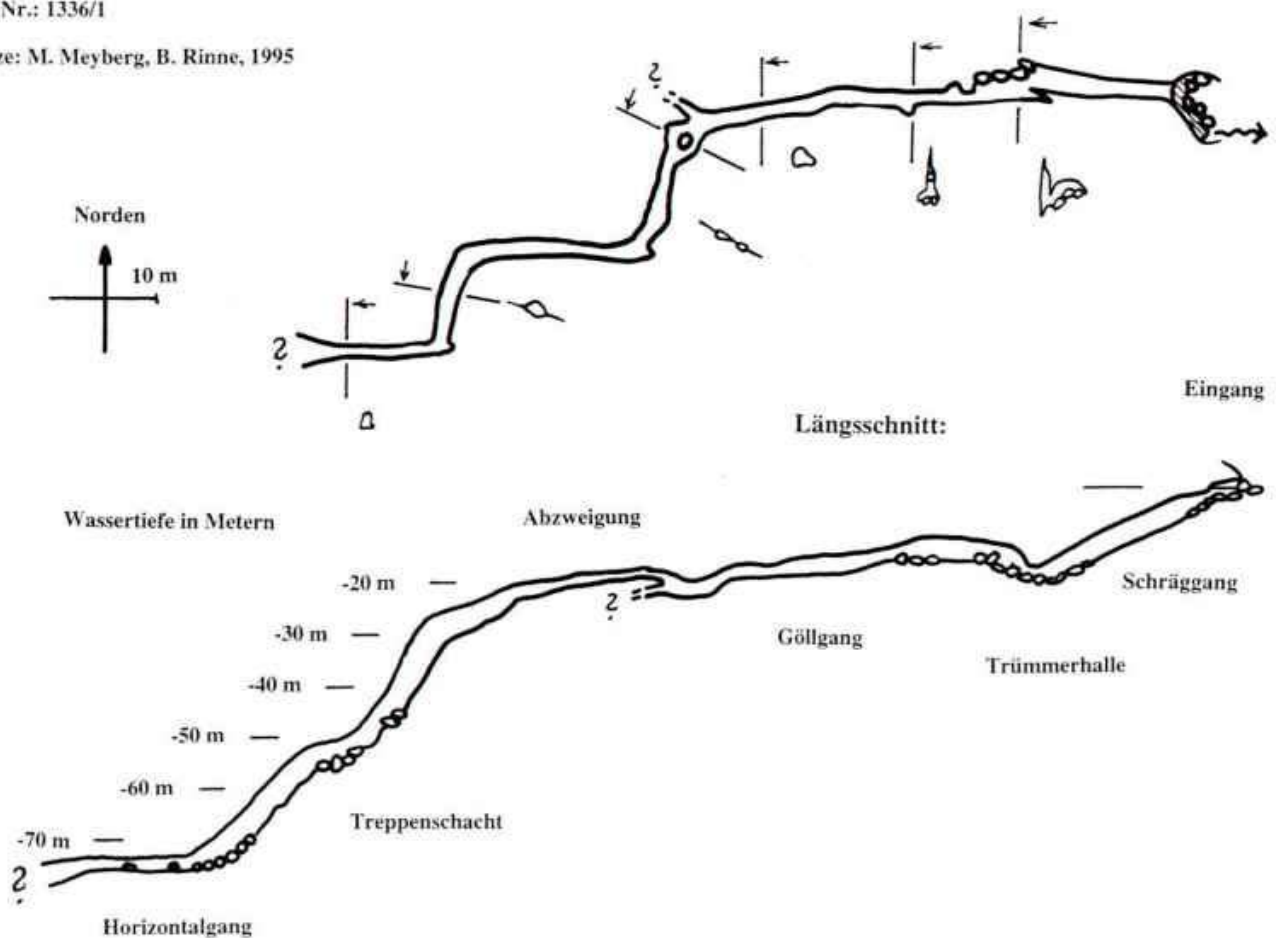 Nr.: 1336/1
ze: M. Meyberg, B. Rinne, 1995
?
Norden
10 m
?
Eingang
Längsschnitt:
Wassertiefe in Metern
Abzweigung
-20 m
?
Schräggang
-30 m
Göllgang
Trümmerhalle
-40 m
-50 m
-60 m
Treppenschacht
-70 m
?
Horizontalgang